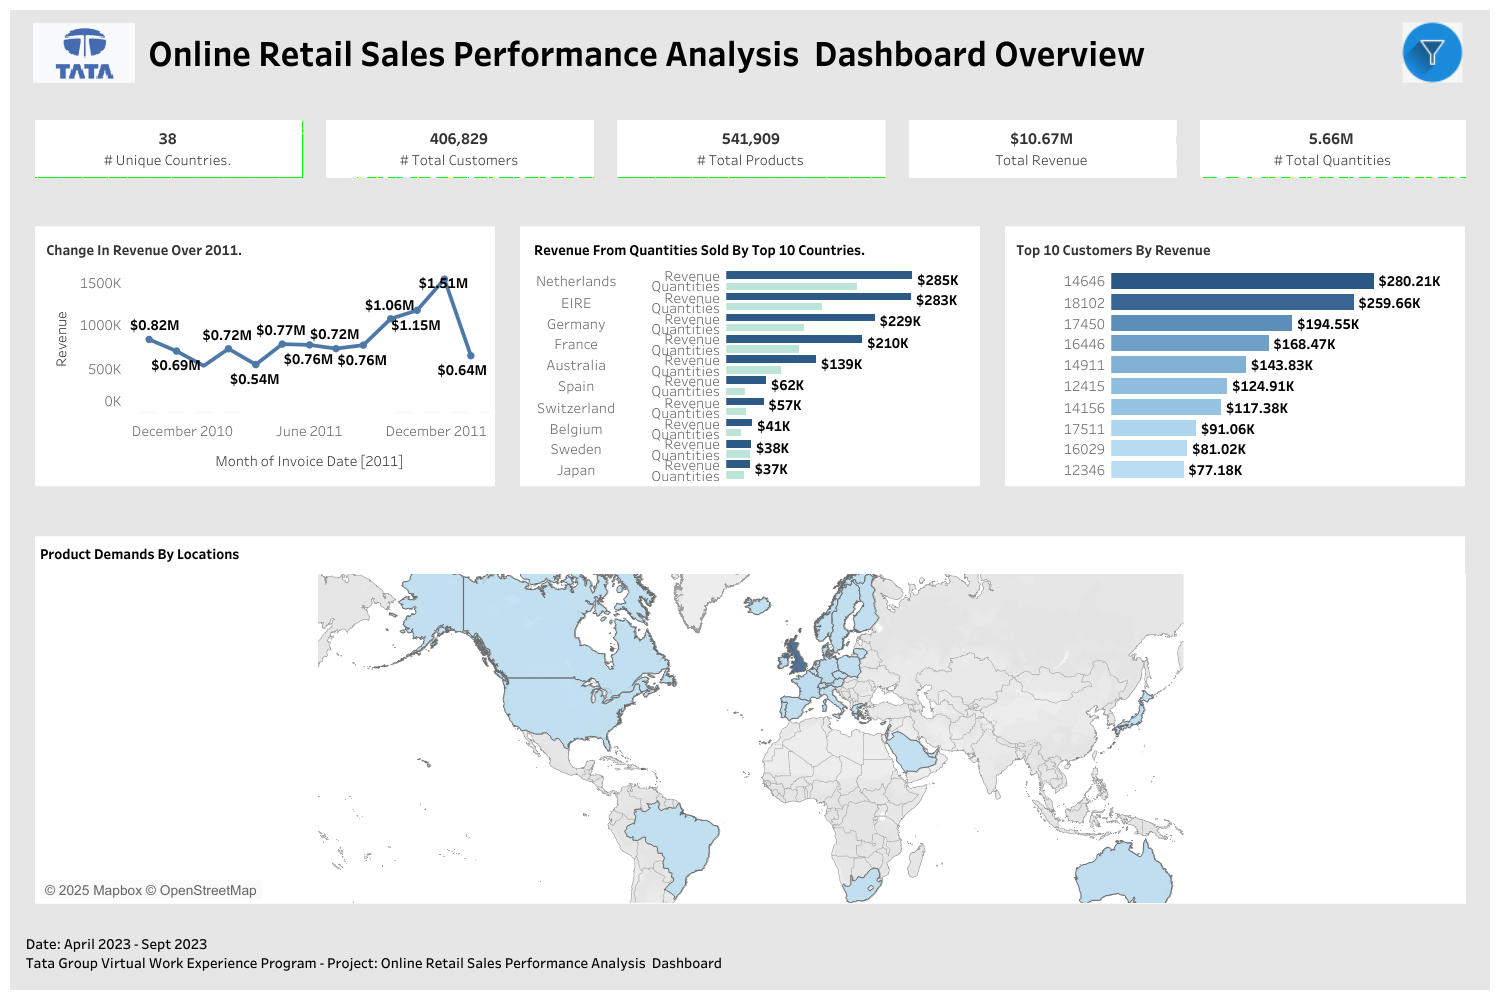 TATA
Online Retail Sales Performance Analysis  Dashboard Overview
38
# Unique Countries.
406,829
# Total Customers
541,909
# Total Products
$10.67M
Total Revenue
5.66M
# Total Quantities
Change In Revenue Over 2011.
Revenue
1500K
1000K
500K
0K
$0.82M
$0.69M
$0.72M
$0.54M
$0.77M
$0.76M
$0.72M
$0.76M
$1.06M
$1.15M
$1.51M
$0.64M
December 2010
June 2011
December 2011
Month of Invoice Date [2011]
Revenue From Quantities Sold By Top 10 Countries.
Netherlands
Revenue
$285K
Quantities
EIRE
Revenue
$283K
Quantities
Germany
Revenue
$229K
Quantities
France
Revenue
$210K
Quantities
Australia
Revenue
$139K
Quantities
Spain
Revenue
$62K
Quantities
Switzerland
Revenue
$57K
Quantities
Belgium
Revenue
$41K
Quantities
Sweden
Revenue
$38K
Quantities
Japan
Revenue
$37K
Quantities
Top 10 Customers By Revenue
14646 $280.21K
18102 $259.66K
17450 $194.55K
16446 $168.47K
14911 $143.83K
12415 $124.91K
14156 $117.38K
17511 $91.06K
16029 $81.02K
12346 $77.18K
Product Demands By Locations
© 2025 Mapbox © OpenStreetMap
Date: April 2023 - Sept 2023
Tata Group Virtual Work Experience Program - Project: Online Retail Sales Performance Analysis  Dashboard